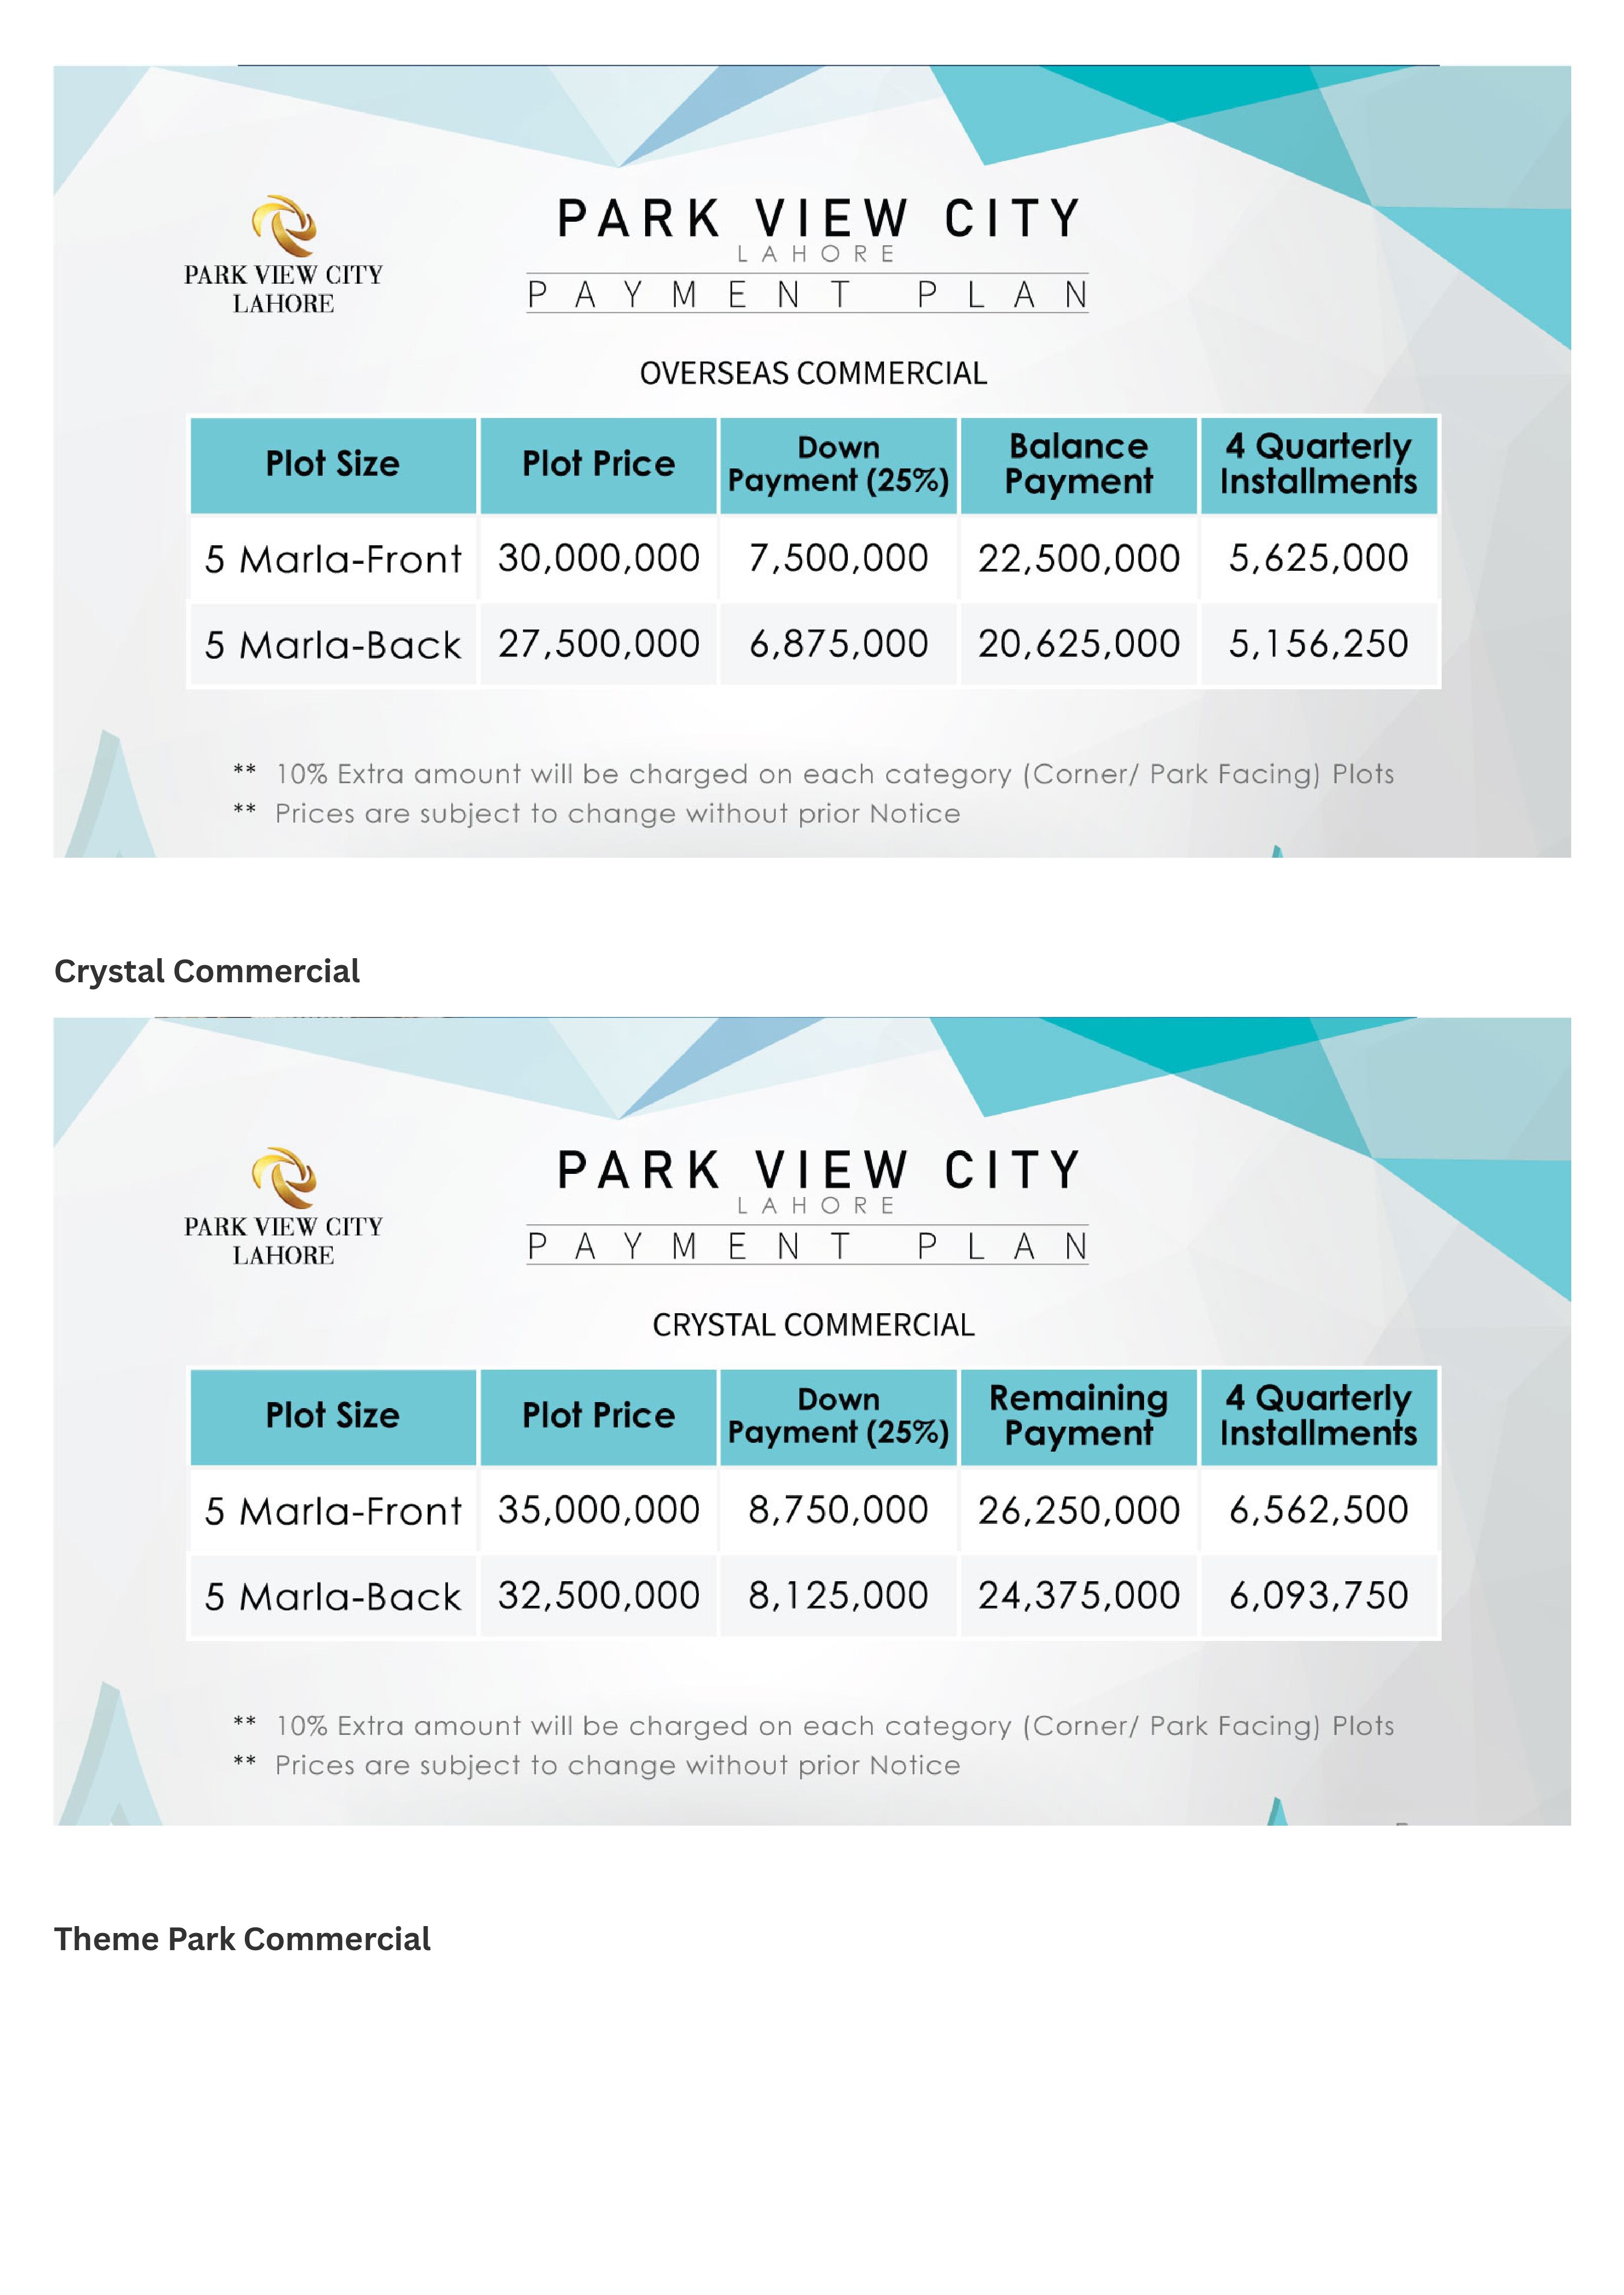 PARK VIEW CITY
LAHORE
PARK VIEW CITY
LAHORE
PAYMENT PLAN
OVERSEAS COMMERCIAL
Plot Size Plot Price Down Payment (25%) Balance Payment 4 Quarterly Installments
5 Marla-Front 30,000,000 7,500,000 22,500,000 5,625,000
5 Marla-Back 27,500,000 6,875,000 20,625,000 5,156,250
** 10% Extra amount will be charged on each category (Corner/ Park Facing) Plots
** Prices are subject to change without prior Notice
Crystal Commercial
PARK VIEW CITY
LAHORE
PARK VIEW CITY
LAHORE
PAYMENT PLAN
CRYSTAL COMMERCIAL
Plot Size Plot Price Down Payment (25%) Remaining Payment 4 Quarterly Installments
5 Marla-Front 35,000,000 8,750,000 26,250,000 6,562,500
5 Marla-Back 32,500,000 8,125,000 24,375,000 6,093,750
** 10% Extra amount will be charged on each category (Corner/ Park Facing) Plots
** Prices are subject to change without prior Notice
Theme Park Commercial